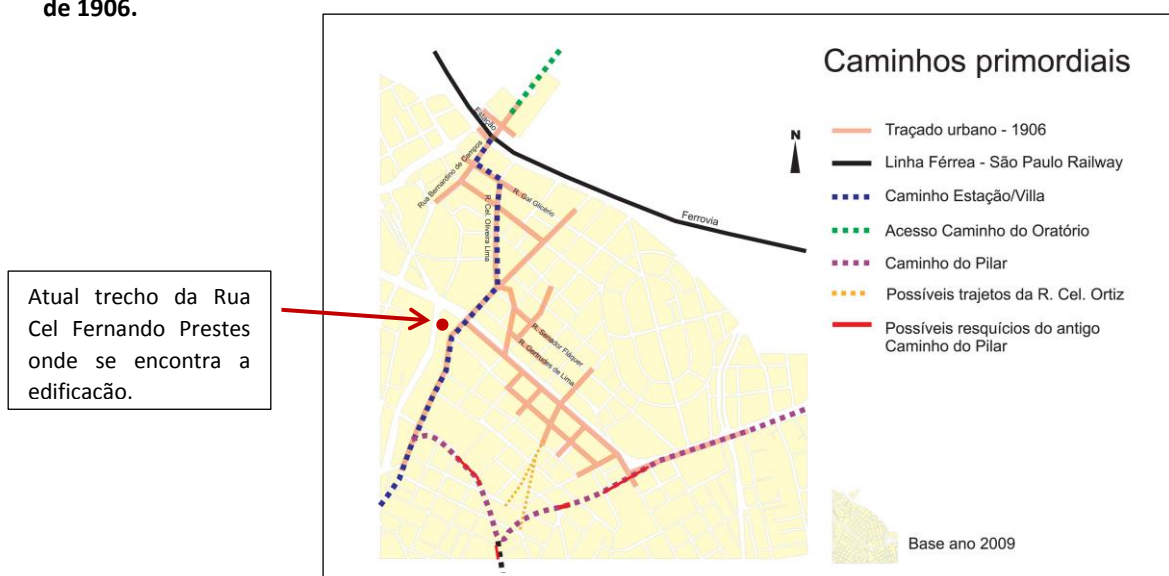 de 1906.
Caminhos primordiais
N
Traçado urbano - 1906
Linha Férrea - São Paulo Railway
Caminho Estação/Villa
Acesso Caminho do Oratório
Caminho do Pilar
Possíveis trajetos da R. Cel. Ortiz
Possíveis resquícios do antigo
Caminho do Pilar
Estação
Rua Bernardino de Campos
R. Gal Glicério
R. Cel. Oliveira Lima
Ferrovia
R. Senador Fláquer
R. Gertrudes de Lima
Atual trecho da Rua
Cel Fernando Prestes
onde se encontra a
edificacão.
Base ano 2009